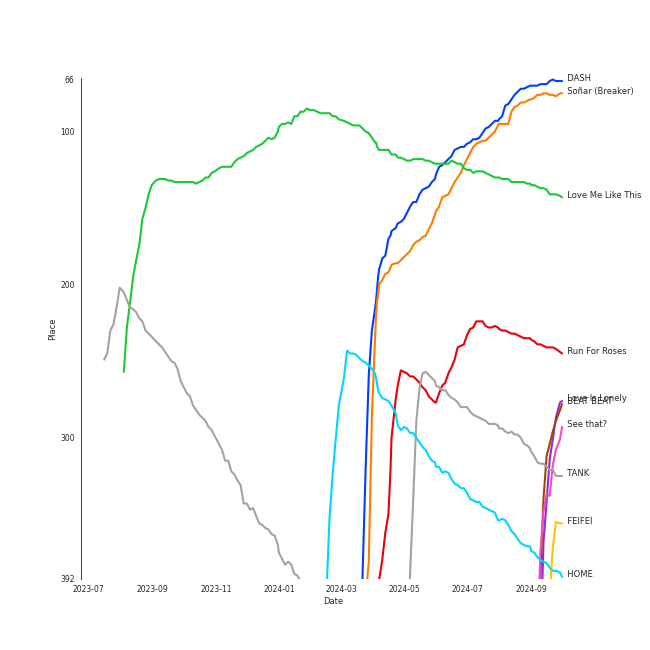 66
DASH
Soñar (Breaker)
100
Love Me Like This
200
Place
Run For Roses
Love Is Lonely
BEAT BEAT
See that?
300
TANK
FEIFEI
HOME
392
2023-07
2023-09
2023-11
2024-01
2024-03
2024-05
2024-07
2024-09
Date